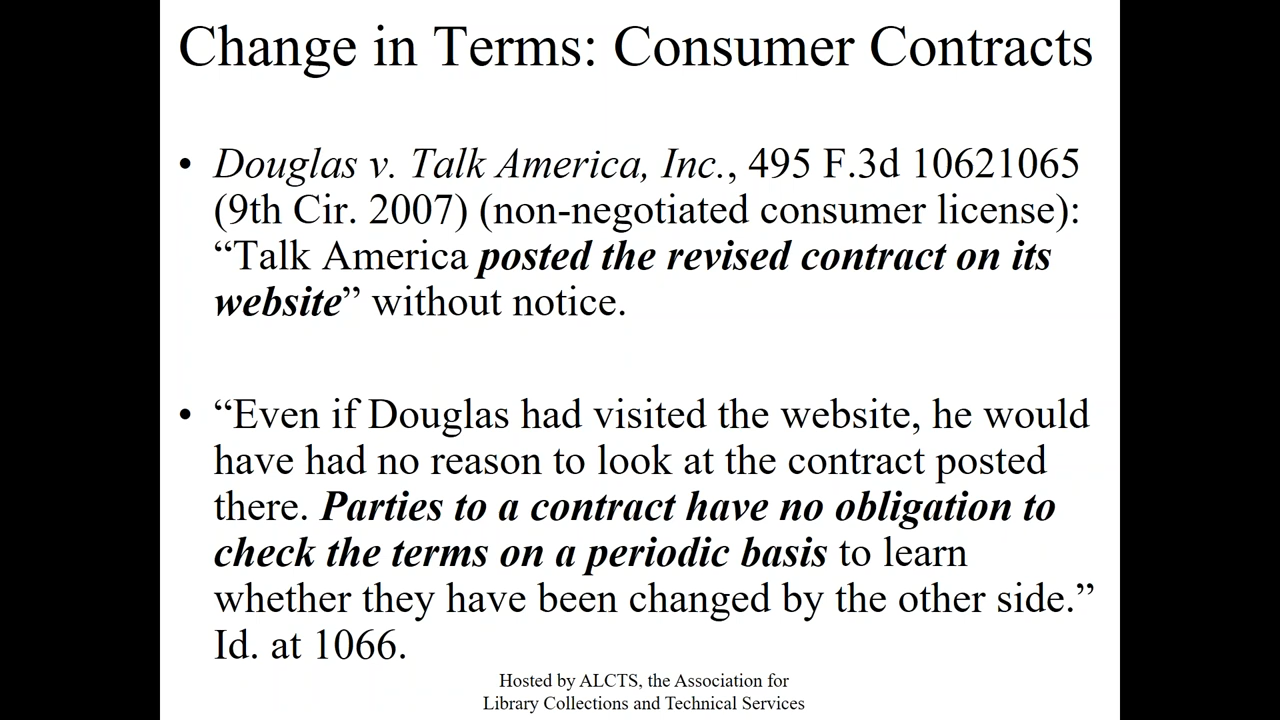 Change in Terms: Consumer Contracts
• Douglas v. Talk America, Inc., 495 F.3d 10621065
(9th Cir. 2007) (non-negotiated consumer license):
“Talk America posted the revised contract on its
website” without notice.
• “Even if Douglas had visited the website, he would
have had no reason to look at the contract posted
there. Parties to a contract have no obligation to
check the terms on a periodic basis to learn
whether they have been changed by the other side.”
Id. at 1066.
Hosted by ALCTS, the Association for
Library Collections and Technical Services